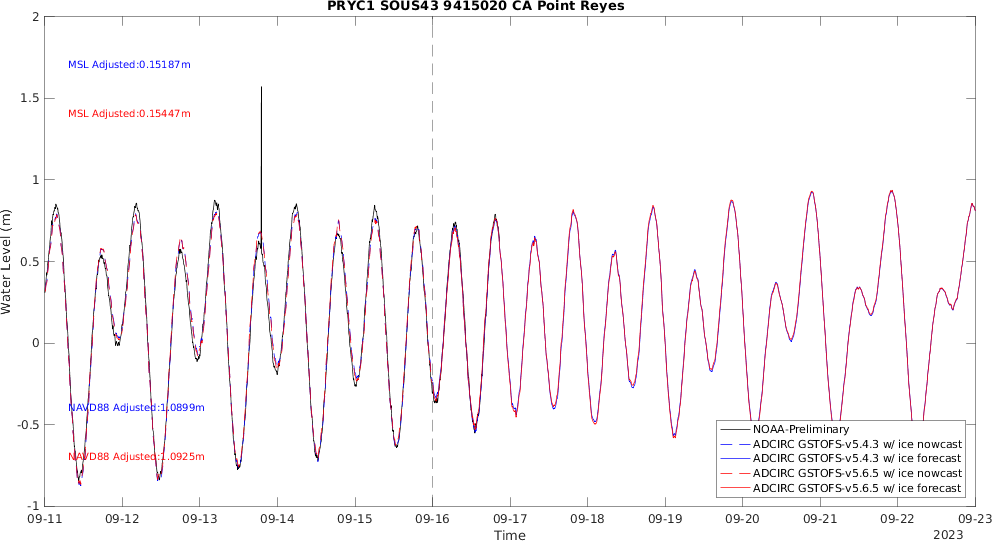 PRYC1 SOUS43 9415020 CA Point Reyes
2
1.5
1
0.5
0
-0.5
-1
Water Level (m)
MSL Adjusted:0.15187m
MSL Adjusted:0.15447m
NAVD88 Adjusted:1.0899m
NAVD88 Adjusted:1.0925m
NOAA-Preliminary
ADCIRC GSTOFS-v5.4.3 w/ ice nowcast
ADCIRC GSTOFS-v5.4.3 w/ ice forecast
ADCIRC GSTOFS-v5.6.5 w/ ice nowcast
ADCIRC GSTOFS-v5.6.5 w/ ice forecast
09-11 09-12 09-13 09-14 09-15 09-16 09-17 09-18 09-19 09-20 09-21 09-22 09-23
Time
2023